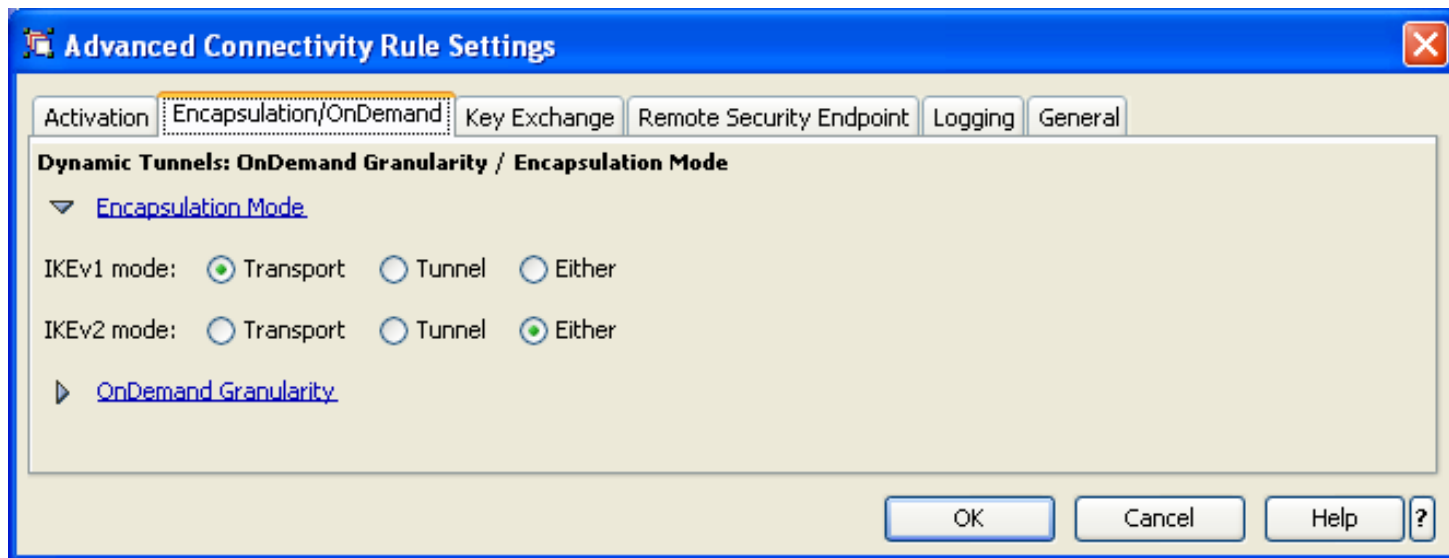 Advanced Connectivity Rule Settings
Activation Encapsulation/OnDemand Key Exchange Remote Security Endpoint Logging General
Dynamic Tunnels: OnDemand Granularity / Encapsulation Mode
Encapsulation Mode
IKEv1 mode: Transport Tunnel Either
IKEv2 mode: Transport Tunnel Either
OnDemand Granularity
OK Cancel Help ?